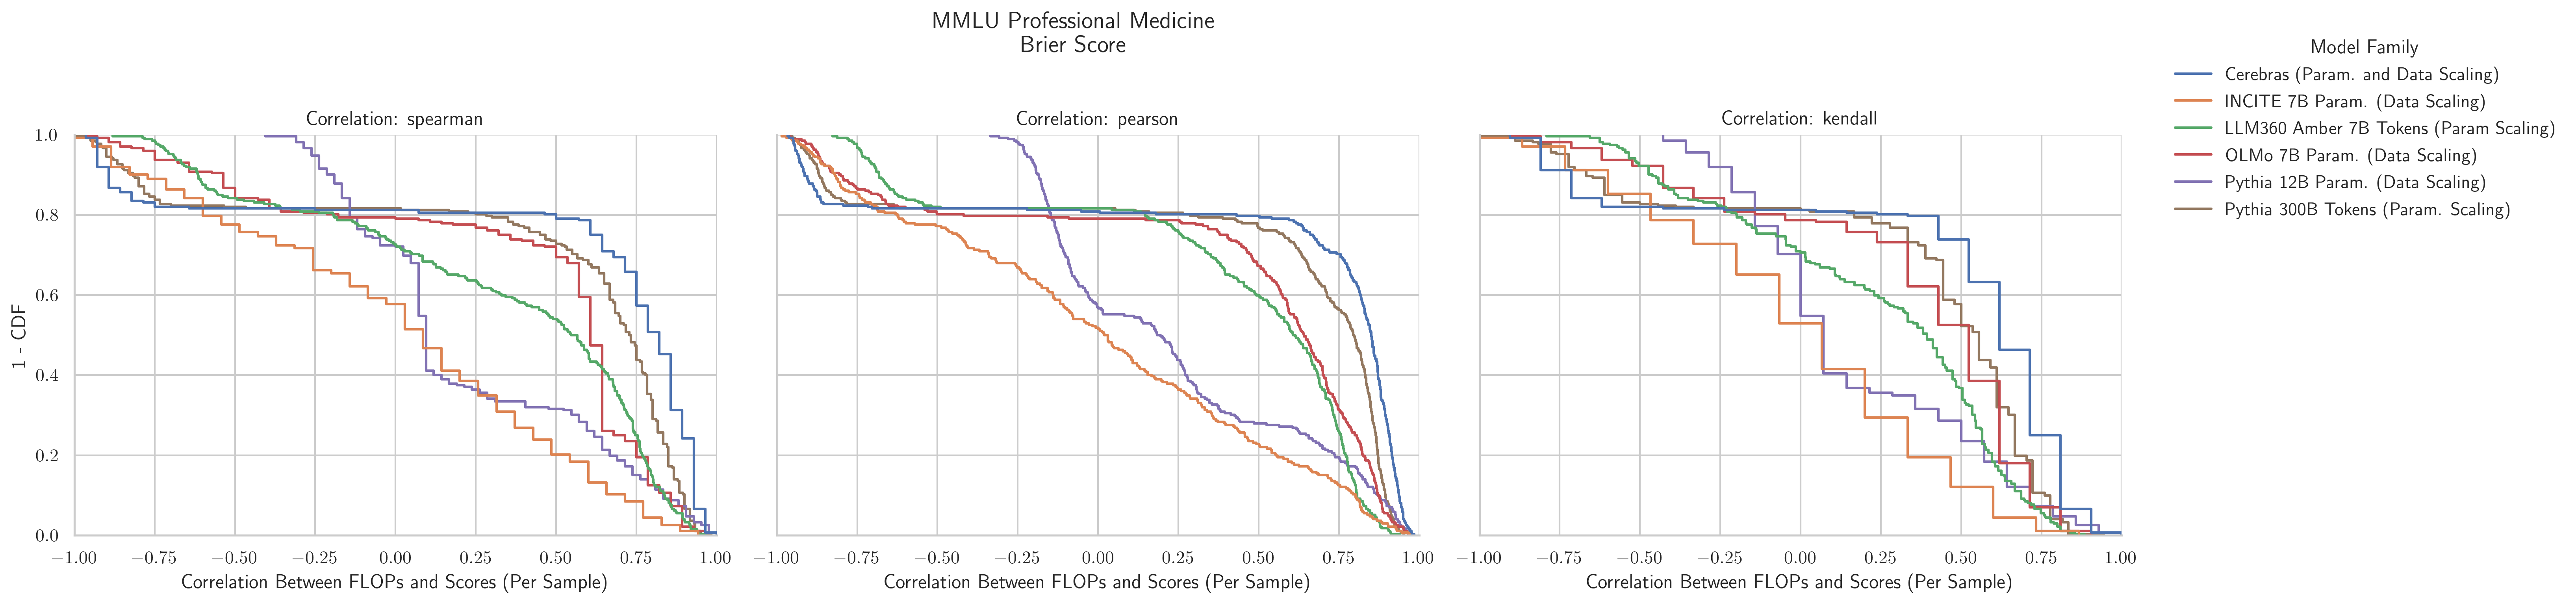 MMLU Professional Medicine
Brier Score
Model Family
Cerebras (Param. and Data Scaling)
INCITE 7B Param. (Data Scaling)
LLM360 Amber 7B Tokens (Param Scaling)
OLMo 7B Param. (Data Scaling)
Pythia 12B Param. (Data Scaling)
Pythia 300B Tokens (Param. Scaling)
Correlation: spearman
Correlation: pearson
Correlation: kendall
1 - CDF
1.0
0.8
0.6
0.4
0.2
0.0
−1.00 −0.75 −0.50 −0.25 0.00 0.25 0.50 0.75 1.00
−1.00 −0.75 −0.50 −0.25 0.00 0.25 0.50 0.75 1.00
−1.00 −0.75 −0.50 −0.25 0.00 0.25 0.50 0.75 1.00
Correlation Between FLOPs and Scores (Per Sample)
Correlation Between FLOPs and Scores (Per Sample)
Correlation Between FLOPs and Scores (Per Sample)